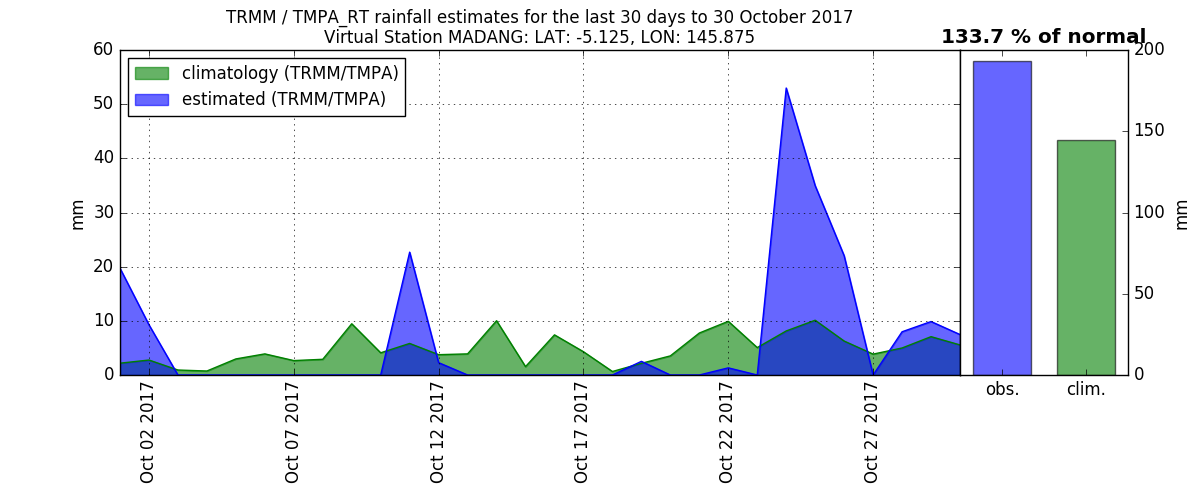 TRMM / TMPA_RT rainfall estimates for the last 30 days to 30 October 2017
Virtual Station MADANG: LAT: -5.125, LON: 145.875
133.7 % of normal
climatology (TRMM/TMPA)
estimated (TRMM/TMPA)
60
50
40
30
20
10
0
mm
Oct 02 2017
Oct 07 2017
Oct 12 2017
Oct 17 2017
Oct 22 2017
Oct 27 2017
200
150
100
50
0
mm
obs.
clim.